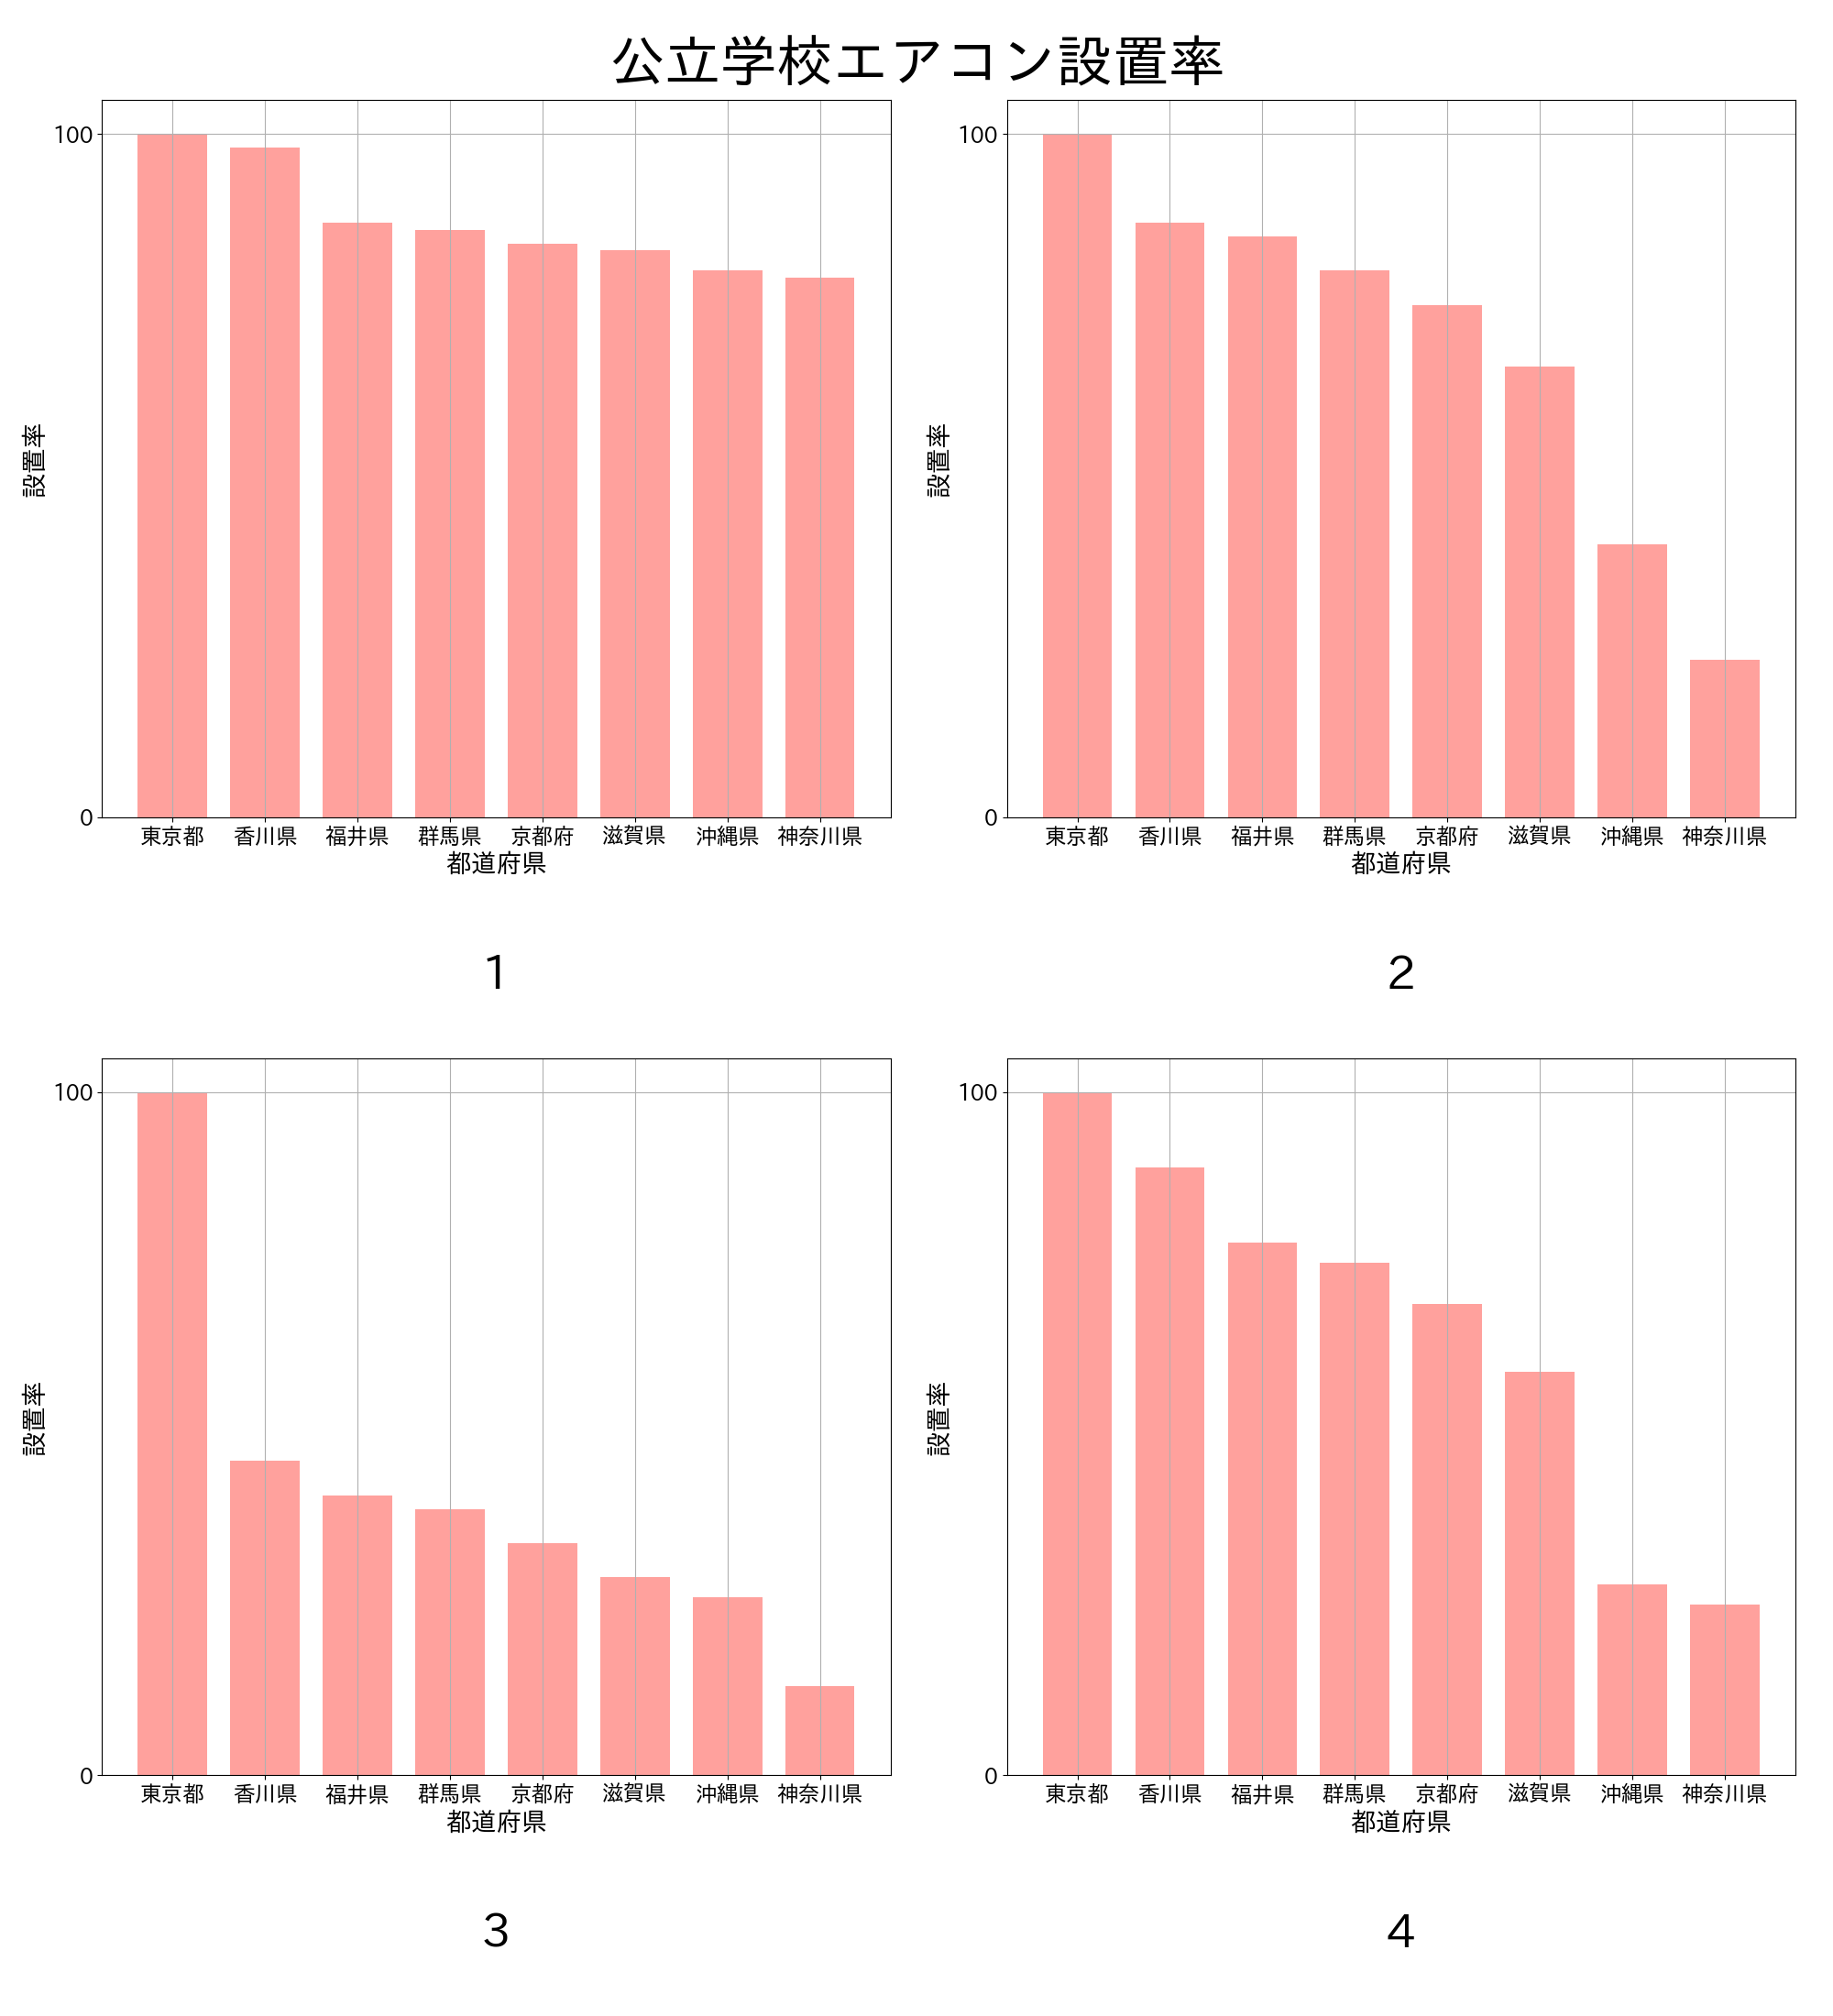 公立学校エアコン設置率
100
設置率
0
東京都 香川県 福井県 群馬県 京都府 滋賀県 沖縄県 神奈川県
都道府県
1
100
設置率
0
東京都 香川県 福井県 群馬県 京都府 滋賀県 沖縄県 神奈川県
都道府県
2
100
設置率
0
東京都 香川県 福井県 群馬県 京都府 滋賀県 沖縄県 神奈川県
都道府県
3
100
設置率
0
東京都 香川県 福井県 群馬県 京都府 滋賀県 沖縄県 神奈川県
都道府県
4